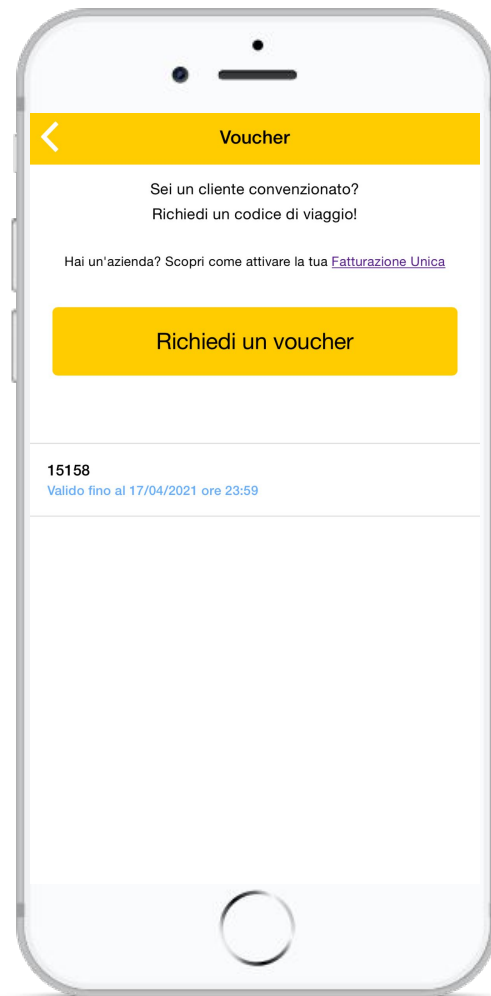 Voucher
Sei un cliente convenzionato?
Richiedi un codice di viaggio!
Hai un'azienda? Scopri come attivare la tua Fatturazione Unica
Richiedi un voucher
15158
Valido fino al 17/04/2021 ore 23:59